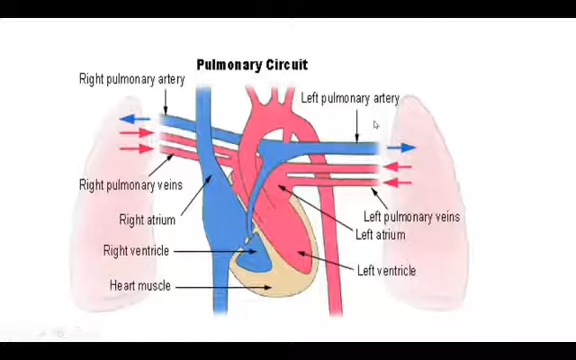 Pulmonary Circuit
Right pulmonary artery
Left pulmonary artery
Right pulmonary veins
Left pulmonary veins
Right atrium
Left atrium
Right ventricle
Left ventricle
Heart muscle